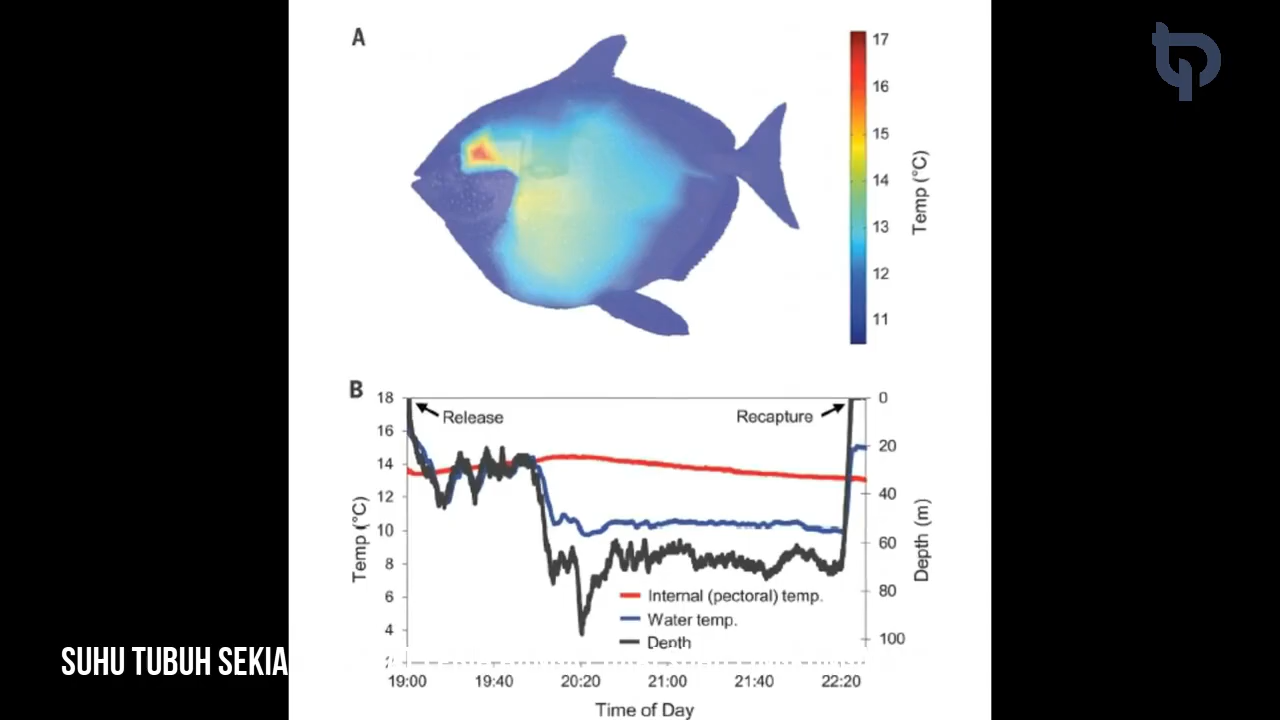 A
17
16
15
14
13
12
11
Temp (°C)
B
18
16
14
12
10
8
6
4
Temp (°C)
0
20
40
60
80
100
Depth (m)
Release
Recapture
Internal (pectoral) temp.
Water temp.
Depth
SUHU TUBUH SEKIA
19:00 19:40 20:20 21:00 21:40 22:20
Time of Day